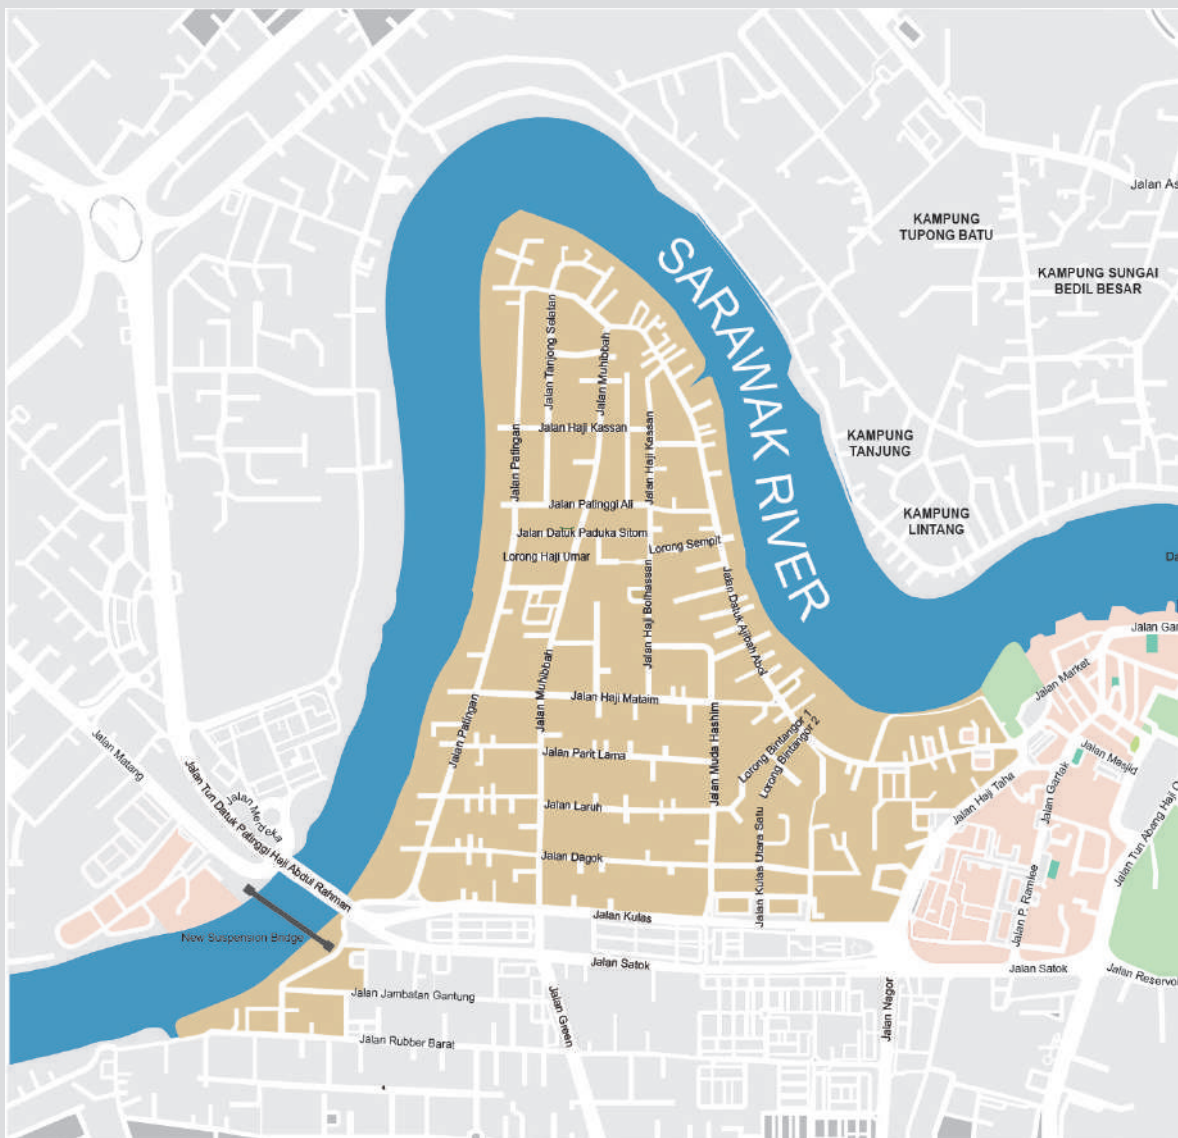 Jalan As
KAMPUNG
TUPONG BATU
KAMPUNG SUNGAI
BEDIL BESAR
SARAWAK RIVER
Jalan Tanjong Selatan
Jalan Muhibbah
Jalan Haji Kassan
Jalan Haji Kassan
Jalan Patingan
KAMPUNG
TANJUNG
KAMPUNG
LINTANG
Jalan Patinggi Ali
Jalan Datuk Paduka Sitom
Lorong Haji Umar
Lorong Sempit
Da
Jalan Haji Bolhassan
Jalan Datuk Ajibah Abol
Jalan Gar
Jalan Market
Jalan Muhibbah
Jalan Haji Mataim
Jalan Patingan
Jalan Muda Hashim
Lorong Bintangor 1
Lorong Bintangor 2
Jalan Matang
Jalan Parit Lama
Jalan Masjid
Jalan Tun Datuk Patinggi Haji Abdul Rahman
Jalan Merdeka
Jalan Laruh
Jalan Haji Taha
Jalan Gartak
Jalan Tun Abang Haji O
Jalan Kulas Utara Satu
Jalan Dagok
Jalan P. Ramlee
Jalan Kulas
New Suspension Bridge
Jalan Satok
Jalan Satok
Jalan Reservoi
Jalan Jambatan Gantung
Jalan Green
Jalan Nagor
Jalan Rubber Barat